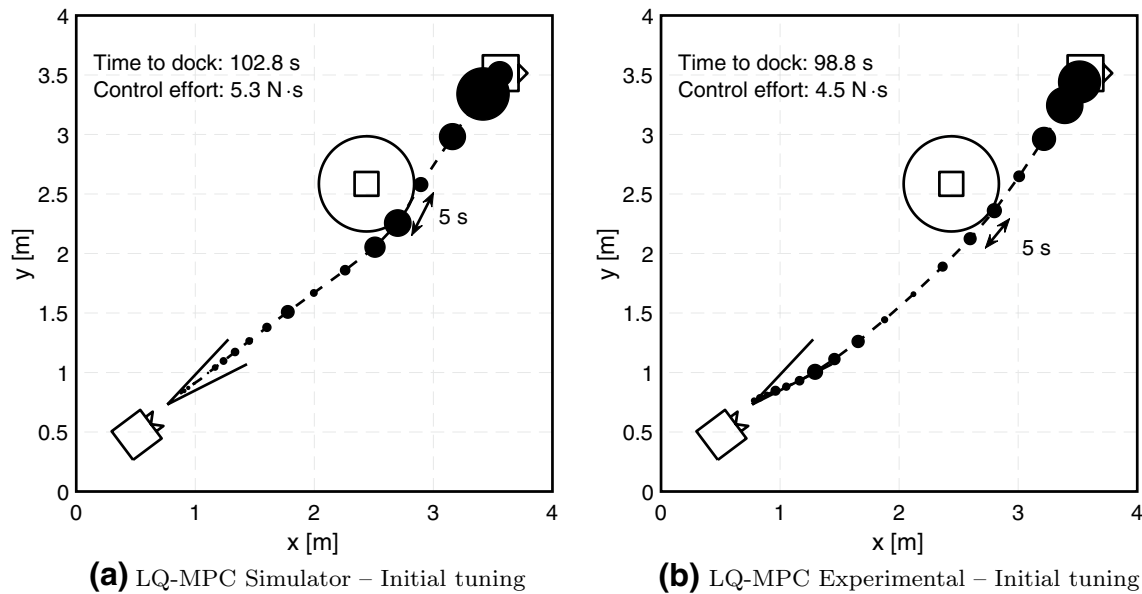 4
3.5
3
2.5
2
1.5
1
0.5
0
y [m]
Time to dock: 102.8 s
Control effort: 5.3 N·s
5 s
0 1 2 3 4
x [m]
(a) LQ-MPC Simulator – Initial tuning
4
3.5
3
2.5
2
1.5
1
0.5
0
y [m]
Time to dock: 98.8 s
Control effort: 4.5 N·s
5 s
0 1 2 3 4
x [m]
(b) LQ-MPC Experimental – Initial tuning